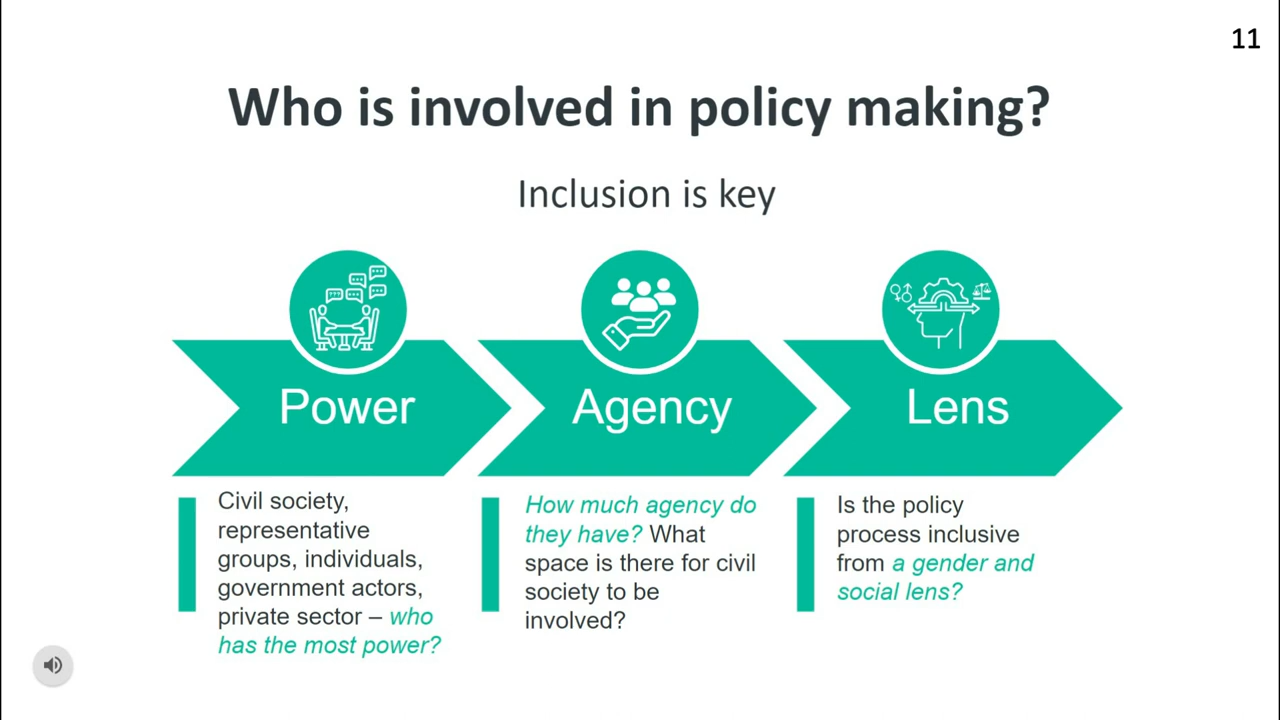 11
Who is involved in policy making?
Inclusion is key
Power
Civil society,
representative
groups, individuals,
government actors,
private sector – who
has the most power?
Agency
How much agency do
they have? What
space is there for civil
society to be
involved?
Lens
Is the policy
process inclusive
from a gender and
social lens?